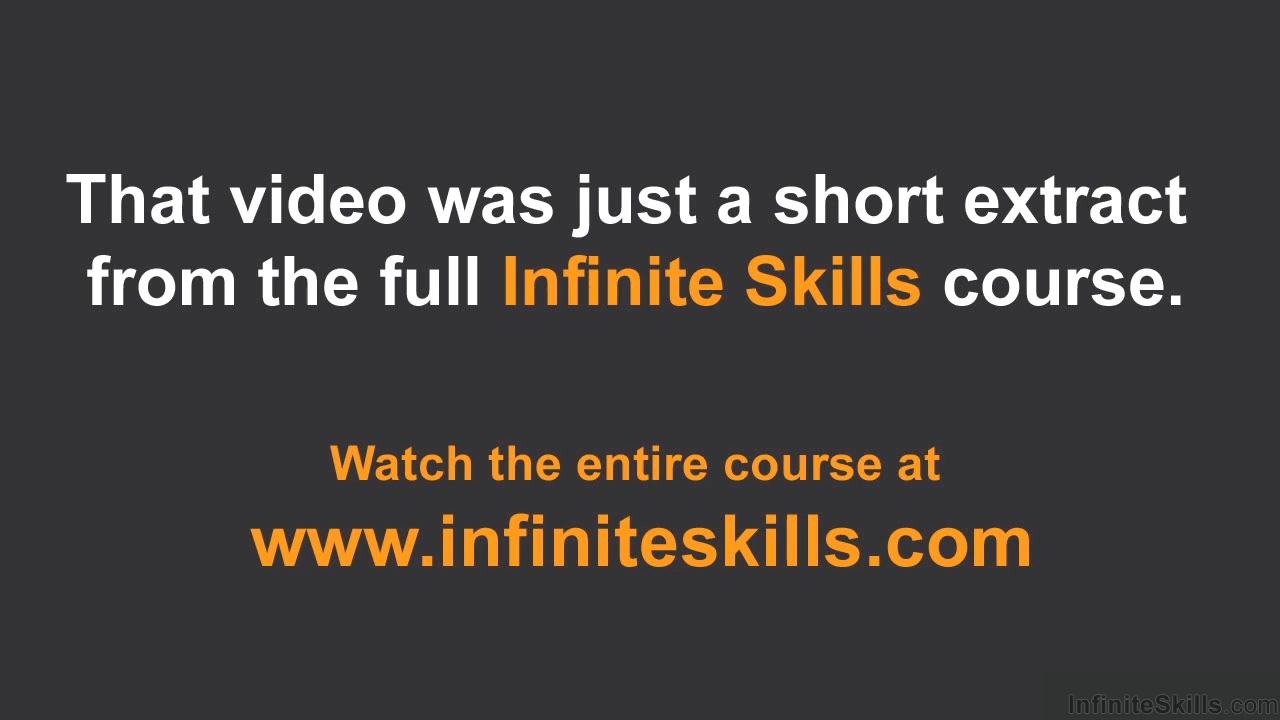 That video was just a short extract
from the full Infinite Skills course.
Watch the entire course at
www.infiniteskills.com
InfiniteSkills.com